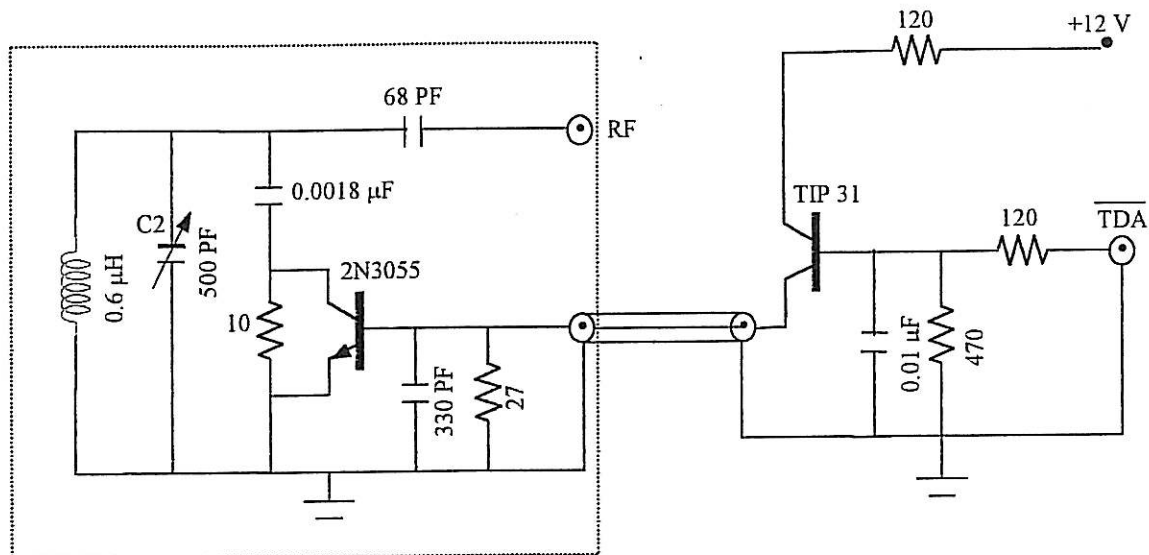 120
+12 V
68 PF
RF
0.0018 μF
TIP 31
120
TDA
C2
500 PF
0.6 μH
2N3055
10
330 PF
27
0.01 μF
470